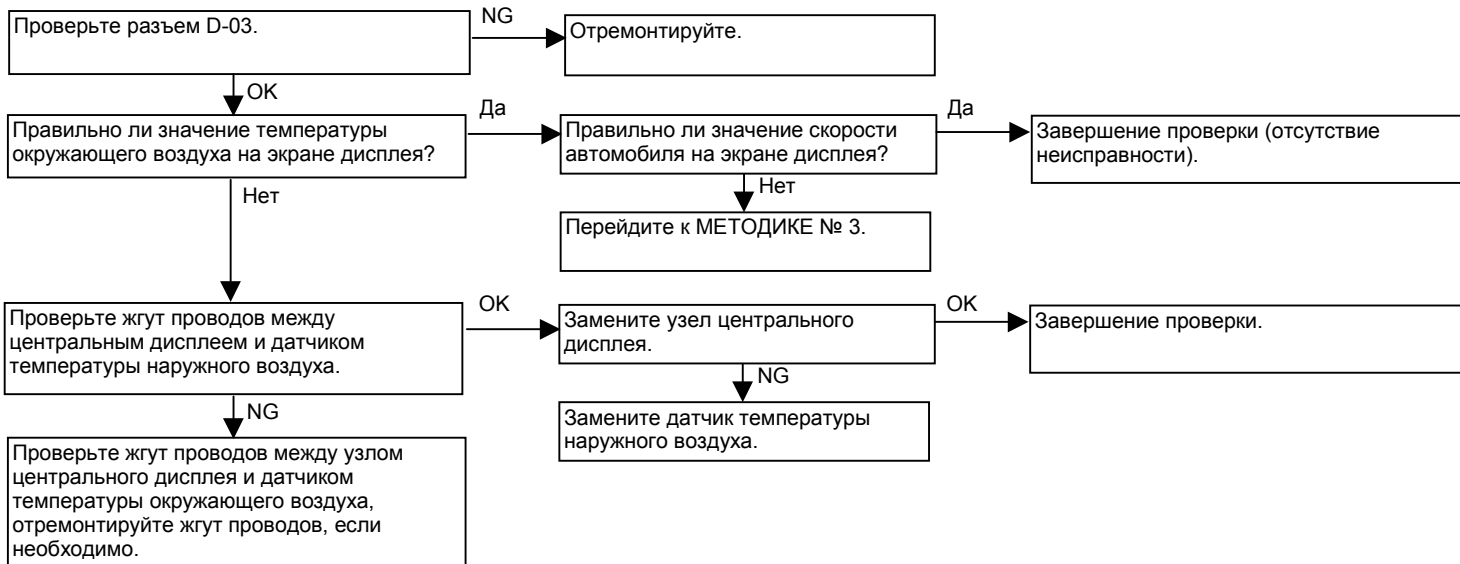 Проверьте разъем D-03.
NG
Отремонтируйте.
OK
Правильно ли значение температуры
окружающего воздуха на экране дисплея?
Да
Правильно ли значение скорости
автомобиля на экране дисплея?
Да
Завершение проверки (отсутствие
неисправности).
Нет
Нет
Перейдите к МЕТОДИКЕ № 3.
Проверьте жгут проводов между
центральным дисплеем и датчиком
температуры наружного воздуха.
OK
Замените узел центрального
дисплея.
OK
Завершение проверки.
NG
NG
Замените датчик температуры
наружного воздуха.
Проверьте жгут проводов между узлом
центрального дисплея и датчиком
температуры окружающего воздуха,
отремонтируйте жгут проводов, если
необходимо.